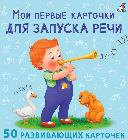 Мои первые карточки
ДЛЯ ЗАПУСКА РЕЧИ
50 РАЗВИВАЮЩИХ КАРТОЧЕК